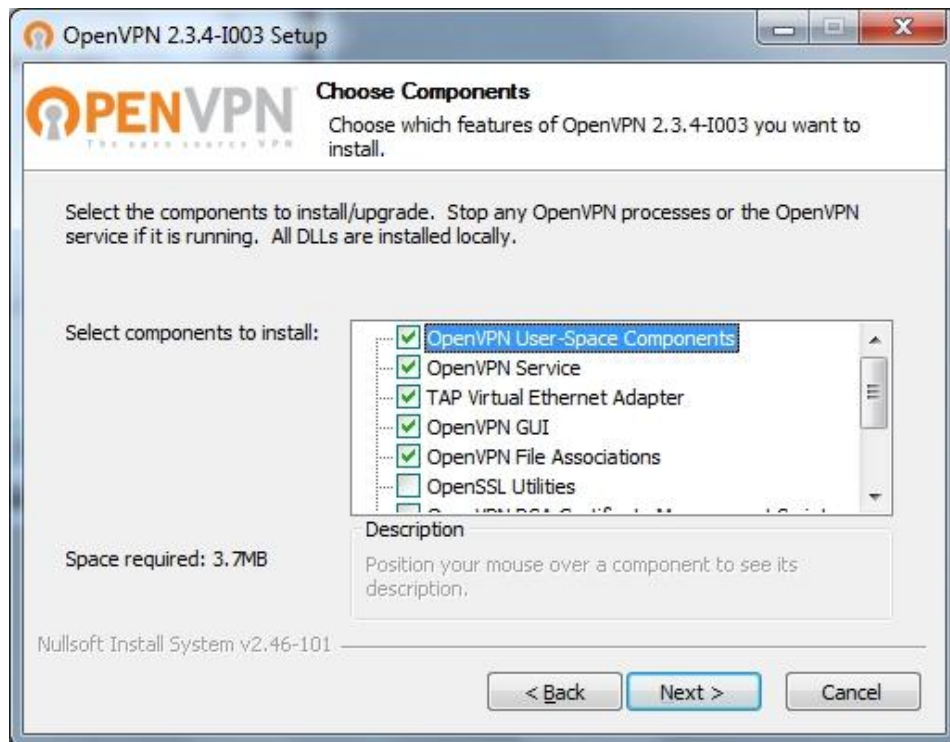 OpenVPN 2.3.4-I003 Setup
OPENVPN
The open source VPN
Choose Components
Choose which features of OpenVPN 2.3.4-I003 you want to
install.
Select the components to install/upgrade. Stop any OpenVPN processes or the OpenVPN
service if it is running. All DLLs are installed locally.
Select components to install:
OpenVPN User-Space Components
OpenVPN Service
TAP Virtual Ethernet Adapter
OpenVPN GUI
OpenVPN File Associations
OpenSSL Utilities
Space required: 3.7MB
Description
Position your mouse over a component to see its
description.
Nullsoft Install System v2.46-101
< Back
Next >
Cancel